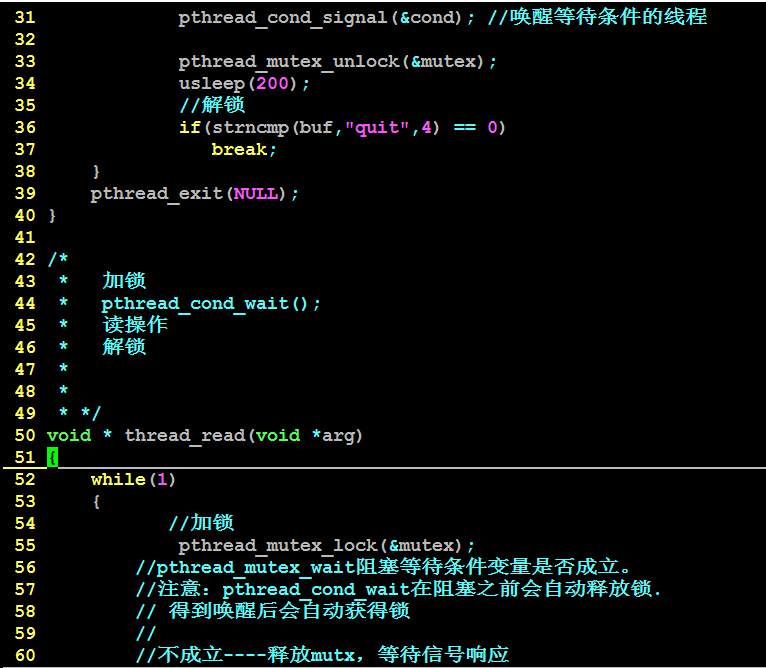 31             pthread_cond_signal(&cond); //唤醒等待条件的线程
32
33             pthread_mutex_unlock(&mutex);
34             usleep(200);
35             //解锁
36             if(strncmp(buf,"quit",4) == 0)
37                break;
38     }
39     pthread_exit(NULL);
40 }
41
42 /*
43  *   加锁
44  *   pthread_cond_wait();
45  *   读操作
46  *   解锁
47  *
48  *
49  * */
50 void * thread_read(void *arg)
51 {
52     while(1)
53     {
54            //加锁
55             pthread_mutex_lock(&mutex);
56         //pthread_mutex_wait阻塞等待条件变量是否成立。
57         //注意：pthread_cond_wait在阻塞之前会自动释放锁.
58         // 得到唤醒后会自动获得锁
59         //
60         //不成立----释放mutx，等待信号响应